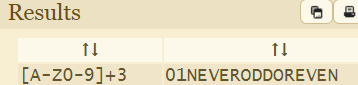 Results
↑↓ ↑↓
[A-Z0-9]+3 01NEVERODDOREVEN